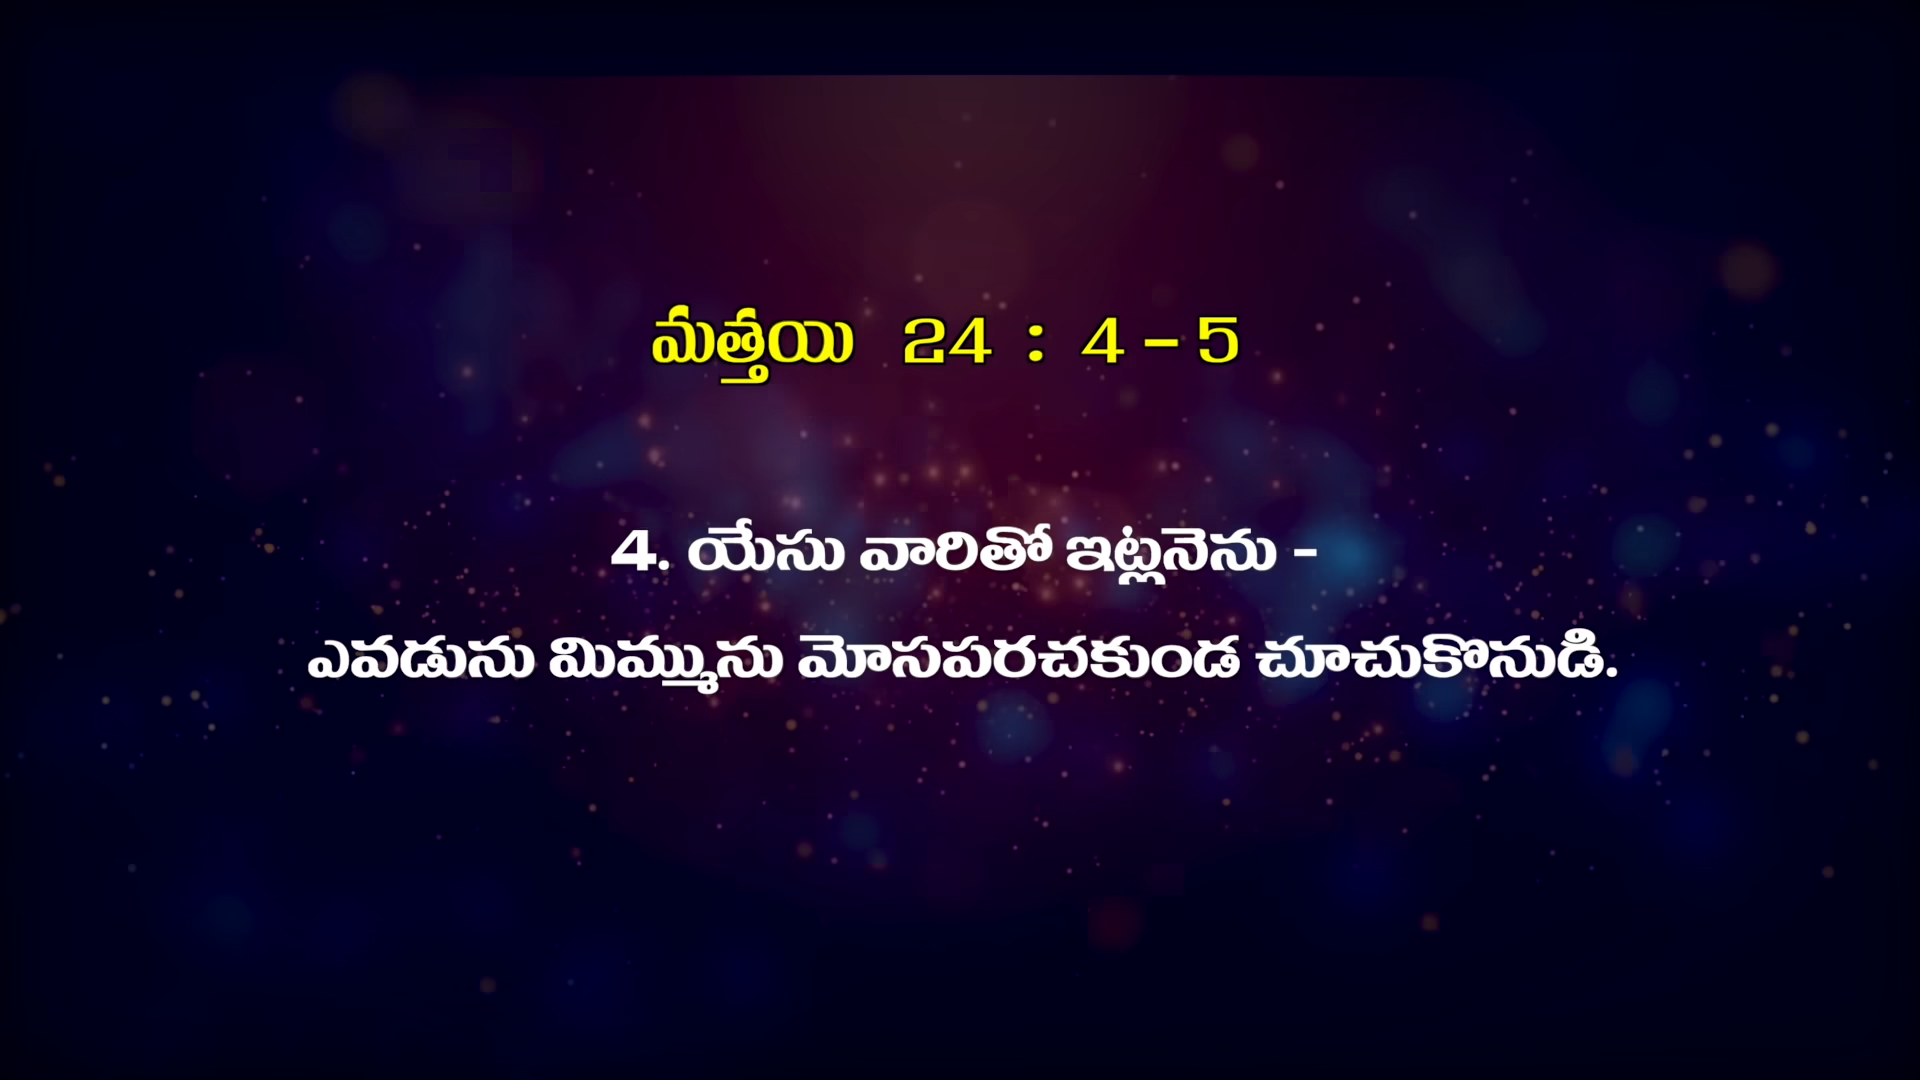 మత్తయి 24 : 4 - 5
4. యేసు వారితో ఇట్లనెను -
ఎవడును మిమ్మును మోసపరచకుండ చూచుకొనుడి.